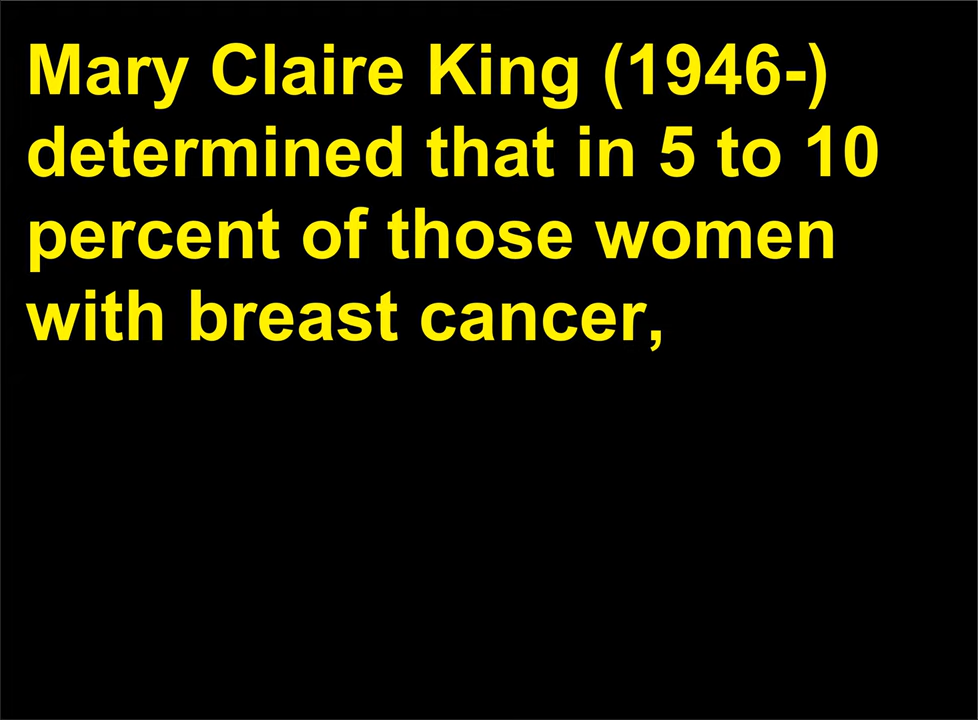 Mary Claire King (1946-)
determined that in 5 to 10
percent of those women
with breast cancer,